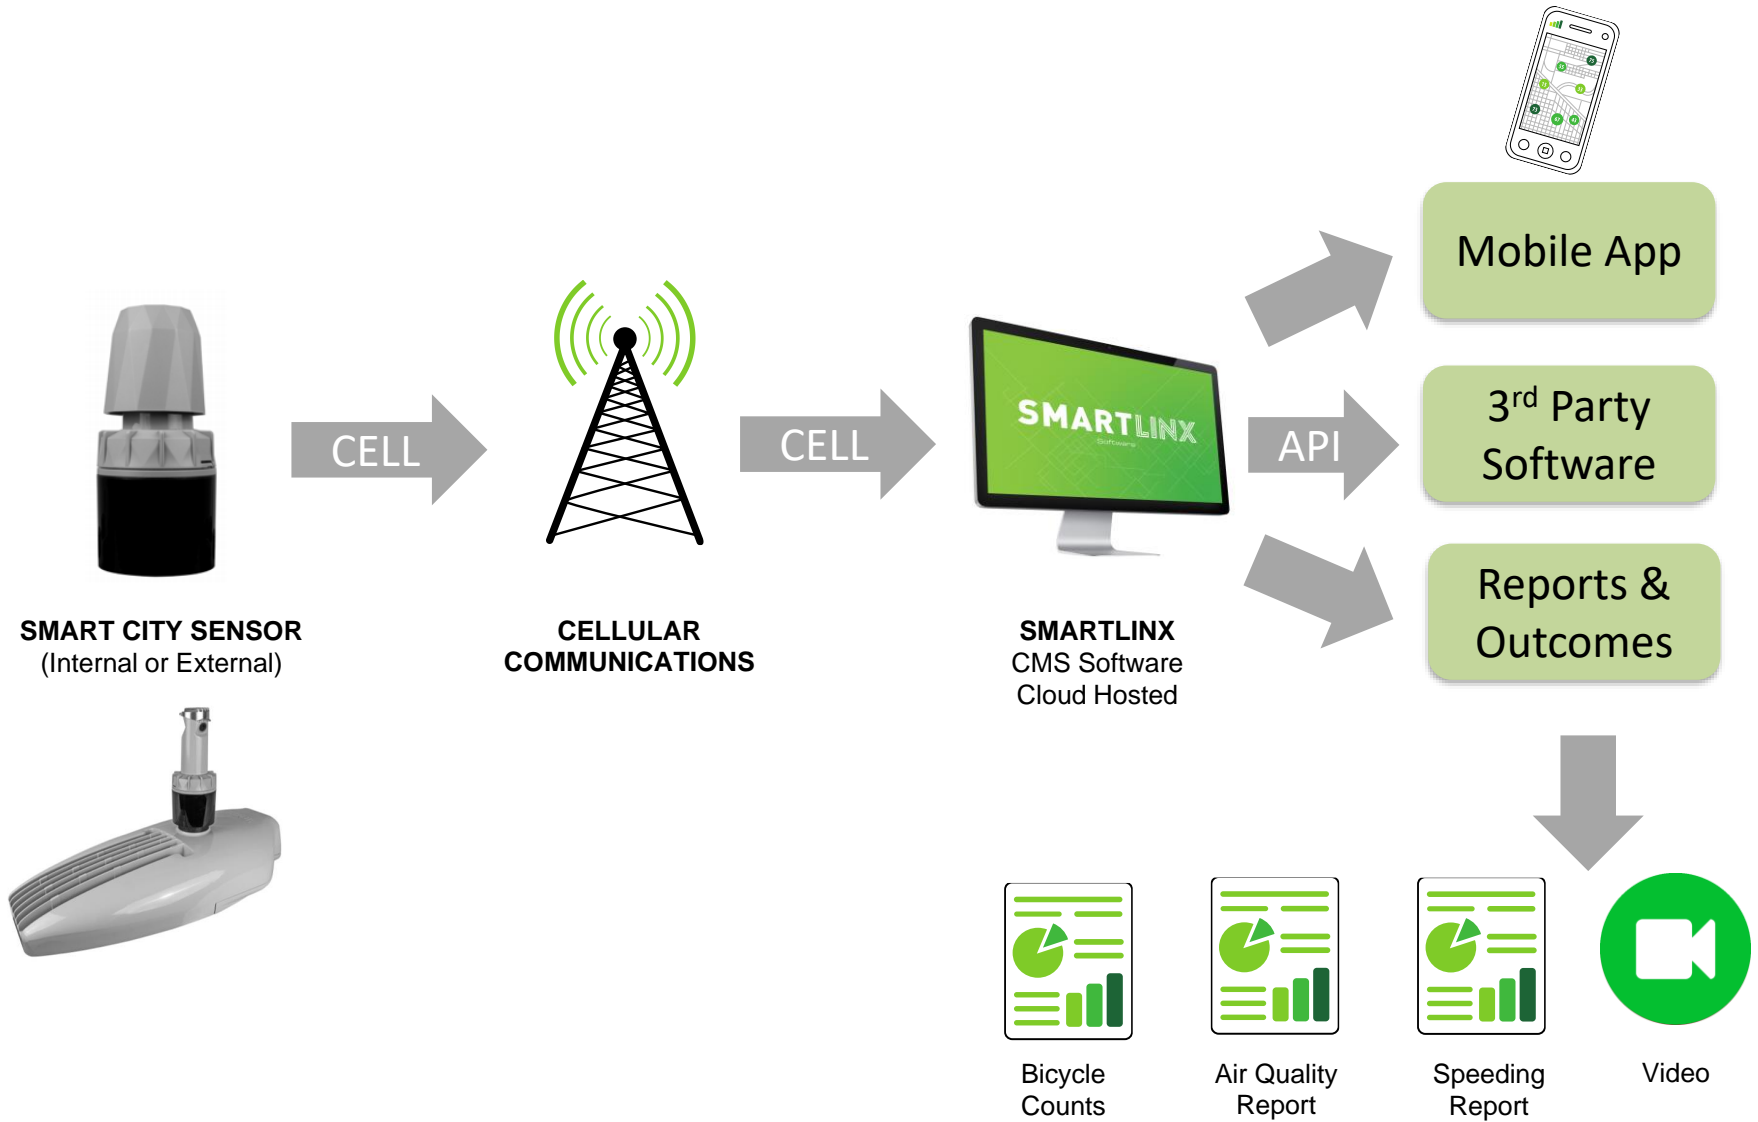 Mobile App
CELL
CELL
SMARTLINX
Software
API
3rd Party
Software
Reports &
Outcomes
SMART CITY SENSOR
(Internal or External)
CELLULAR
COMMUNICATIONS
SMARTLINX
CMS Software
Cloud Hosted
Bicycle
Counts
Air Quality
Report
Speeding
Report
Video